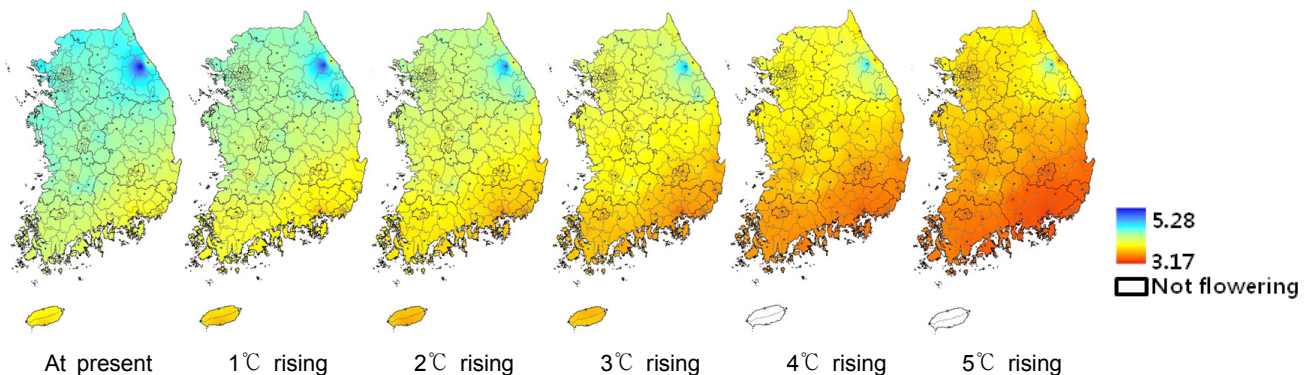 5.28
3.17
Not flowering
At present
1℃ rising
2℃ rising
3℃ rising
4℃ rising
5℃ rising